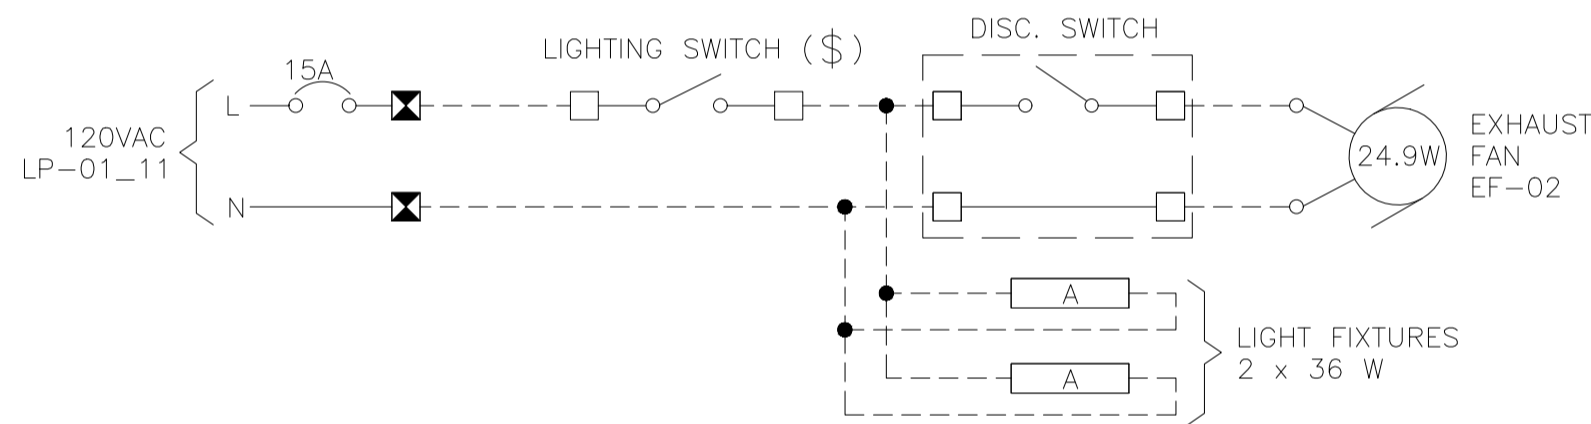 DISC. SWITCH
LIGHTING SWITCH ($)
15A
L
120VAC
LP-01_11
N
24.9W
EXHAUST
FAN
EF-02
A
A
LIGHT FIXTURES
2 x 36 W